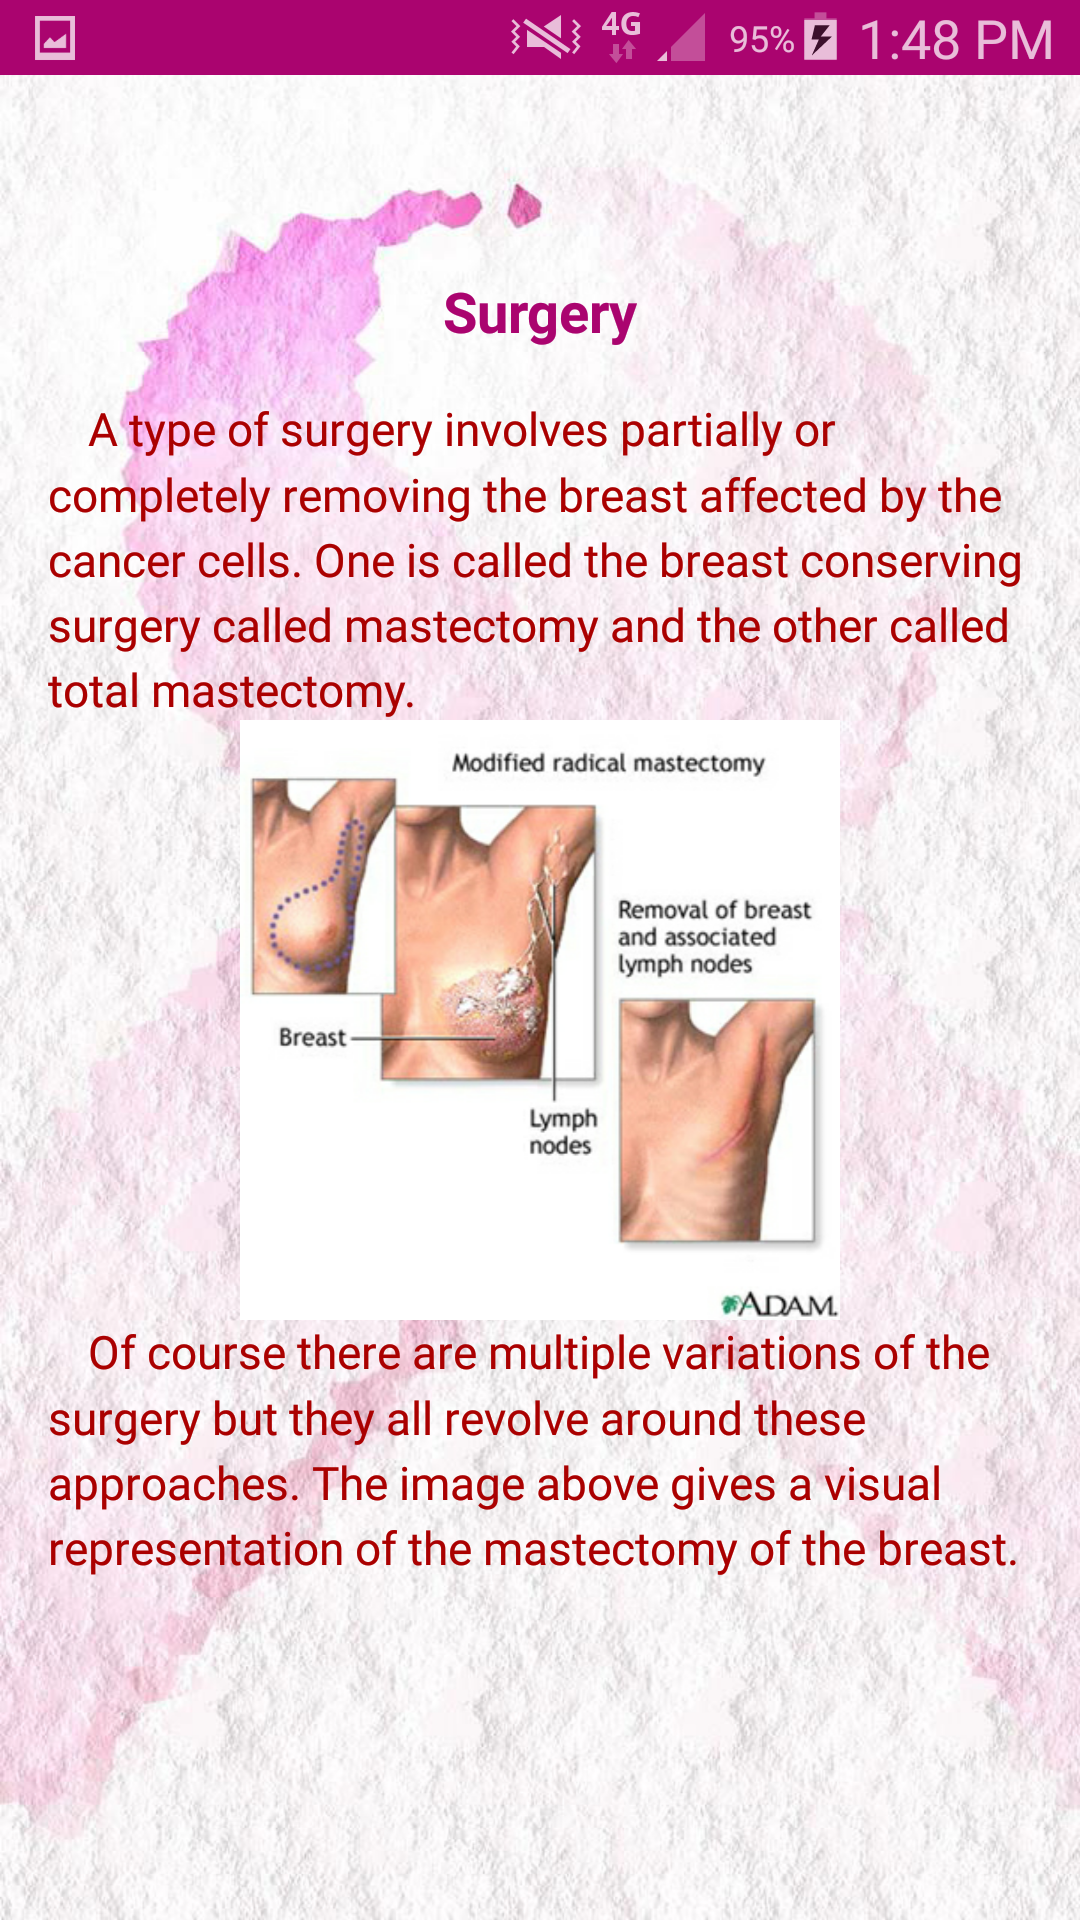 4G 95% 1:48 PM
Surgery
A type of surgery involves partially or
completely removing the breast affected by the
cancer cells. One is called the breast conserving
surgery called mastectomy and the other called
total mastectomy.
Modified radical mastectomy
Removal of breast
and associated
lymph nodes
Breast
Lymph
nodes
ADAM.
Of course there are multiple variations of the
surgery but they all revolve around these
approaches. The image above gives a visual
representation of the mastectomy of the breast.